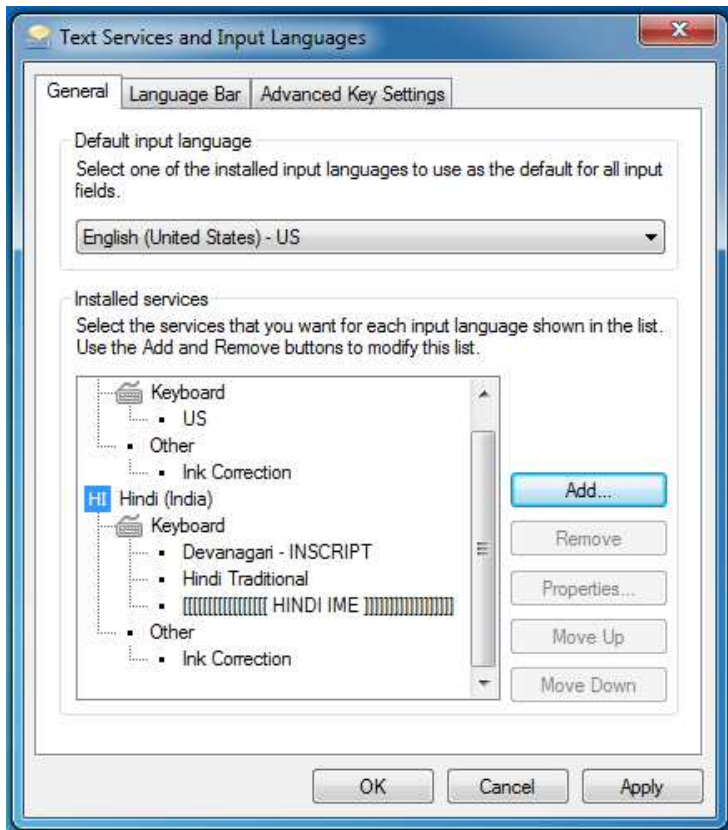 Text Services and Input Languages
General
Language Bar
Advanced Key Settings
Default input language
Select one of the installed input languages to use as the default for all input
fields.
English (United States) - US
Installed services
Select the services that you want for each input language shown in the list.
Use the Add and Remove buttons to modify this list.
Keyboard
US
Other
Ink Correction
HI Hindi (India)
Keyboard
Devanagari - INSCRIPT
Hindi Traditional
[[[[[[[[[[[[[[[[[ HINDI IME ]]]]]]]]]]]]]]]]]]
Other
Ink Correction
Add...
Remove
Properties...
Move Up
Move Down
OK
Cancel
Apply